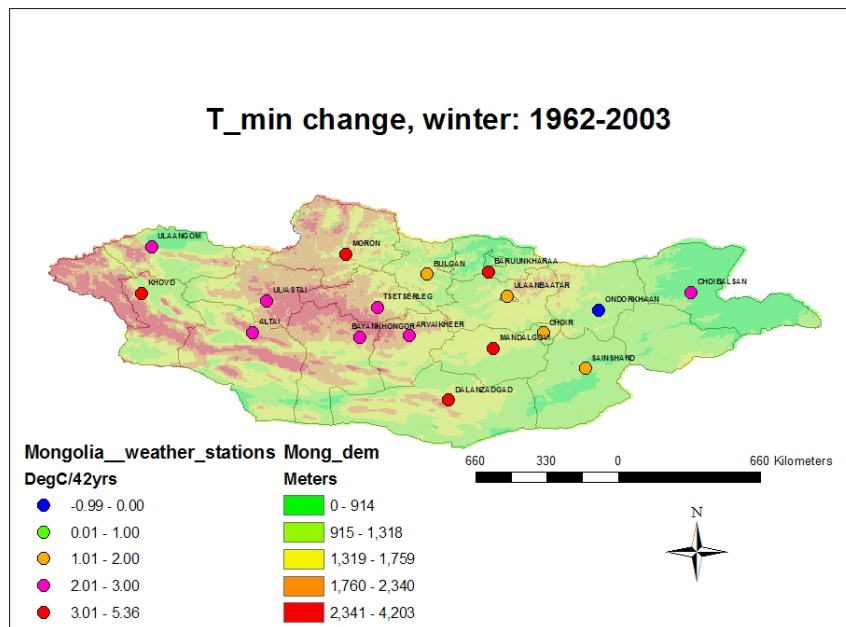 T_min change, winter: 1962-2003
ULAANGOM
MORON
BULGAN
BARUUNKHARAA
KHOVD
ULIASTAI
TSETSERLEG
ULAANBAATAR
ONDORKHAAN
CHOIBALSAN
ALTAI
BAYANKHONGOR
ARVAIKHEER
CHOIR
MANDALGOVI
SAINSHAND
DALANZADGAD
Mongolia__weather_stations
DegC/42yrs
-0.99 - 0.00
0.01 - 1.00
1.01 - 2.00
2.01 - 3.00
3.01 - 5.36
Mong_dem
Meters
0 - 914
915 - 1,318
1,319 - 1,759
1,760 - 2,340
2,341 - 4,203
660 330 0 660 Kilometers
N